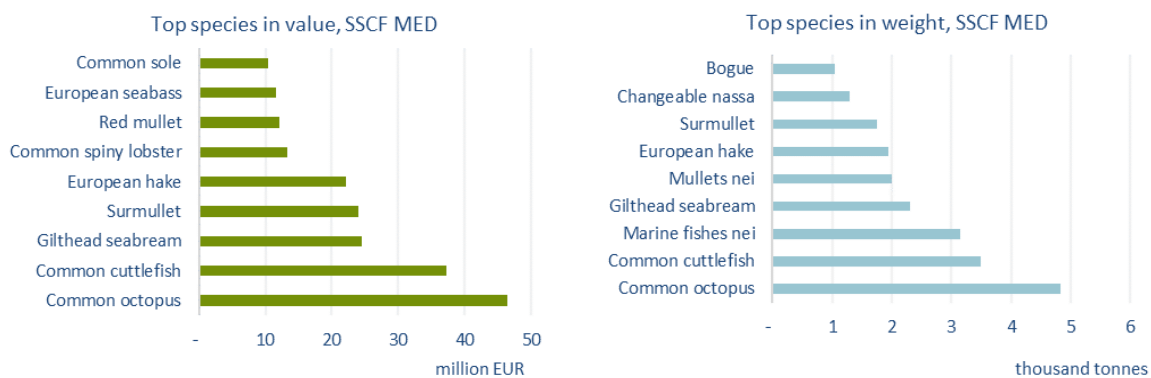 Top species in value, SSCF MED
Common sole
European seabass
Red mullet
Common spiny lobster
European hake
Surmullet
Gilthead seabream
Common cuttlefish
Common octopus
- 10 20 30 40 50
million EUR
Top species in weight, SSCF MED
Bogue
Changeable nassa
Surmullet
European hake
Mullets nei
Gilthead seabream
Marine fishes nei
Common cuttlefish
Common octopus
- 1 2 3 4 5 6
thousand tonnes